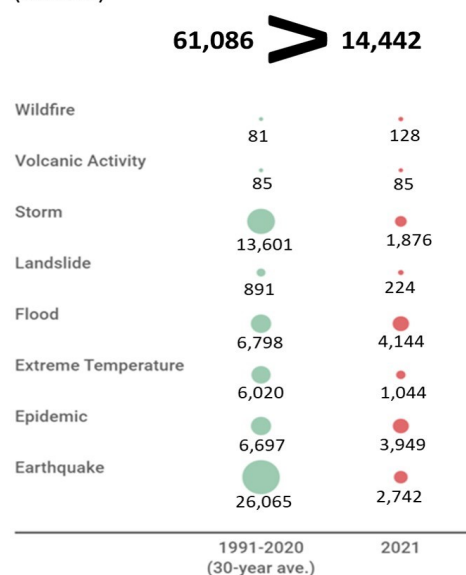 61,086 > 14,442
Wildfire
81 128
Volcanic Activity
85 85
Storm
13,601 1,876
Landslide
891 224
Flood
6,798 4,144
Extreme Temperature
6,020 1,044
Epidemic
6,697 3,949
Earthquake
26,065 2,742
1991-2020 2021
(30-year ave.)